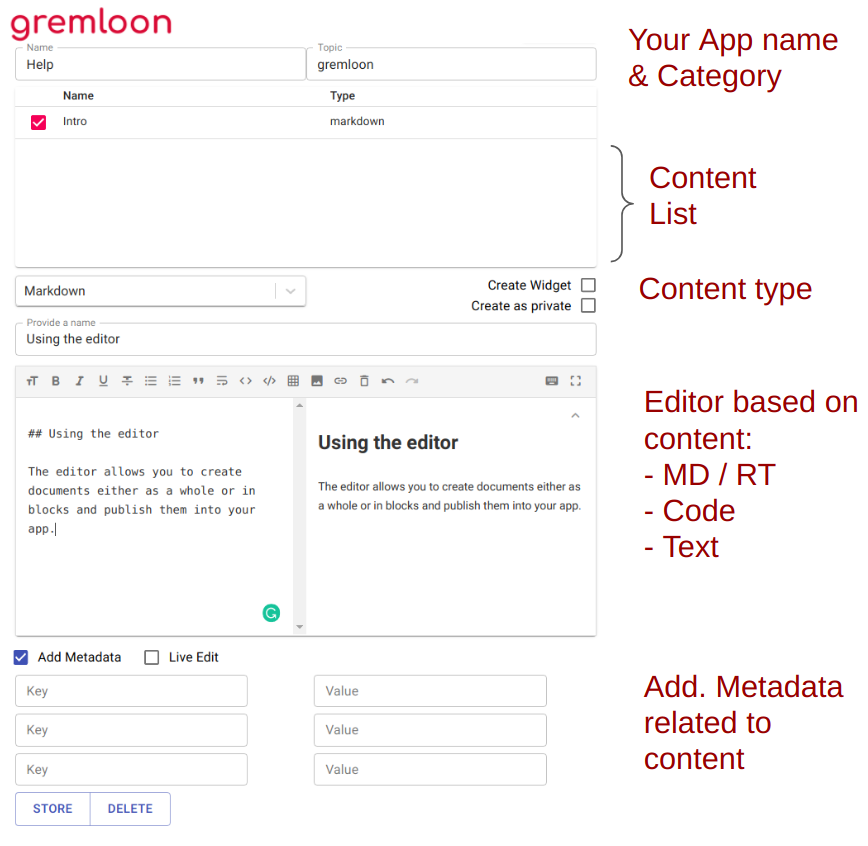 gremloon
Your App name
& Category
Name
Topic
Help
gremloon
Name Type
Intro markdown
Content
List
Markdown
Create Widget
Create as private
Content type
Provide a name
Using the editor
Editor based on
content:
- MD / RT
- Code
- Text
## Using the editor
The editor allows you to create
documents either as a whole or in
blocks and publish them into your
app.
Using the editor
The editor allows you to create documents either as
a whole or in blocks and publish them into your app.
Add Metadata Live Edit
Key Value
Key Value
Key Value
Add. Metadata
related to
content
STORE DELETE